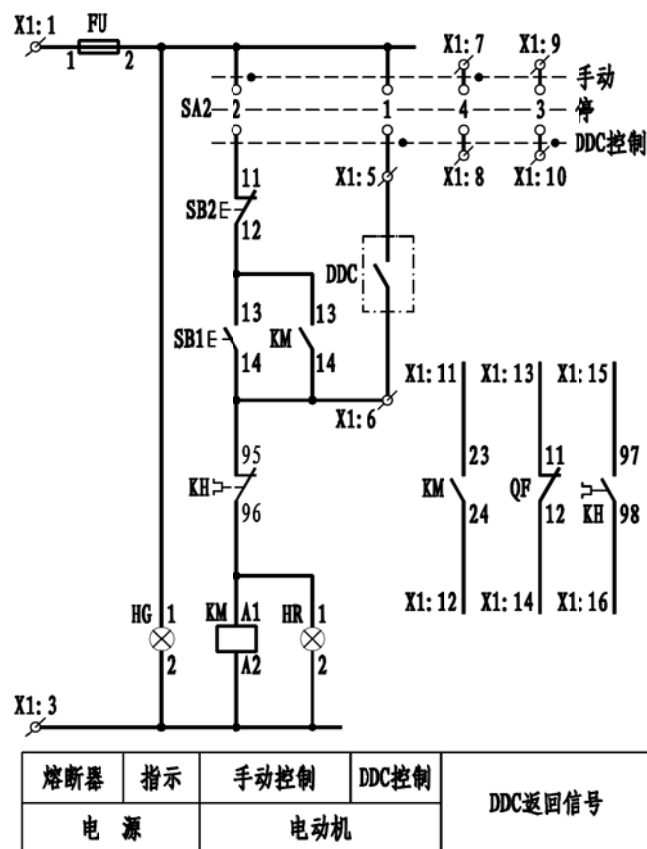 X1:1 FU
1 2
X1:7 X1:9
手动
SA2 2 1 4 3 停
DDC控制
X1:5 X1:8 X1:10
11
SB2
12
DDC
13 13
SB1 KM
14 14
X1:6
X1:11 X1:13 X1:15
95
KH
96
23 11 97
KM QF KH
24 12 98
X1:12 X1:14 X1:16
HG 1 KM A1 HR 1
2 A2 2
X1:3
熔断器 指示 手动控制 DDC控制 DDC返回信号
电 源 电动机